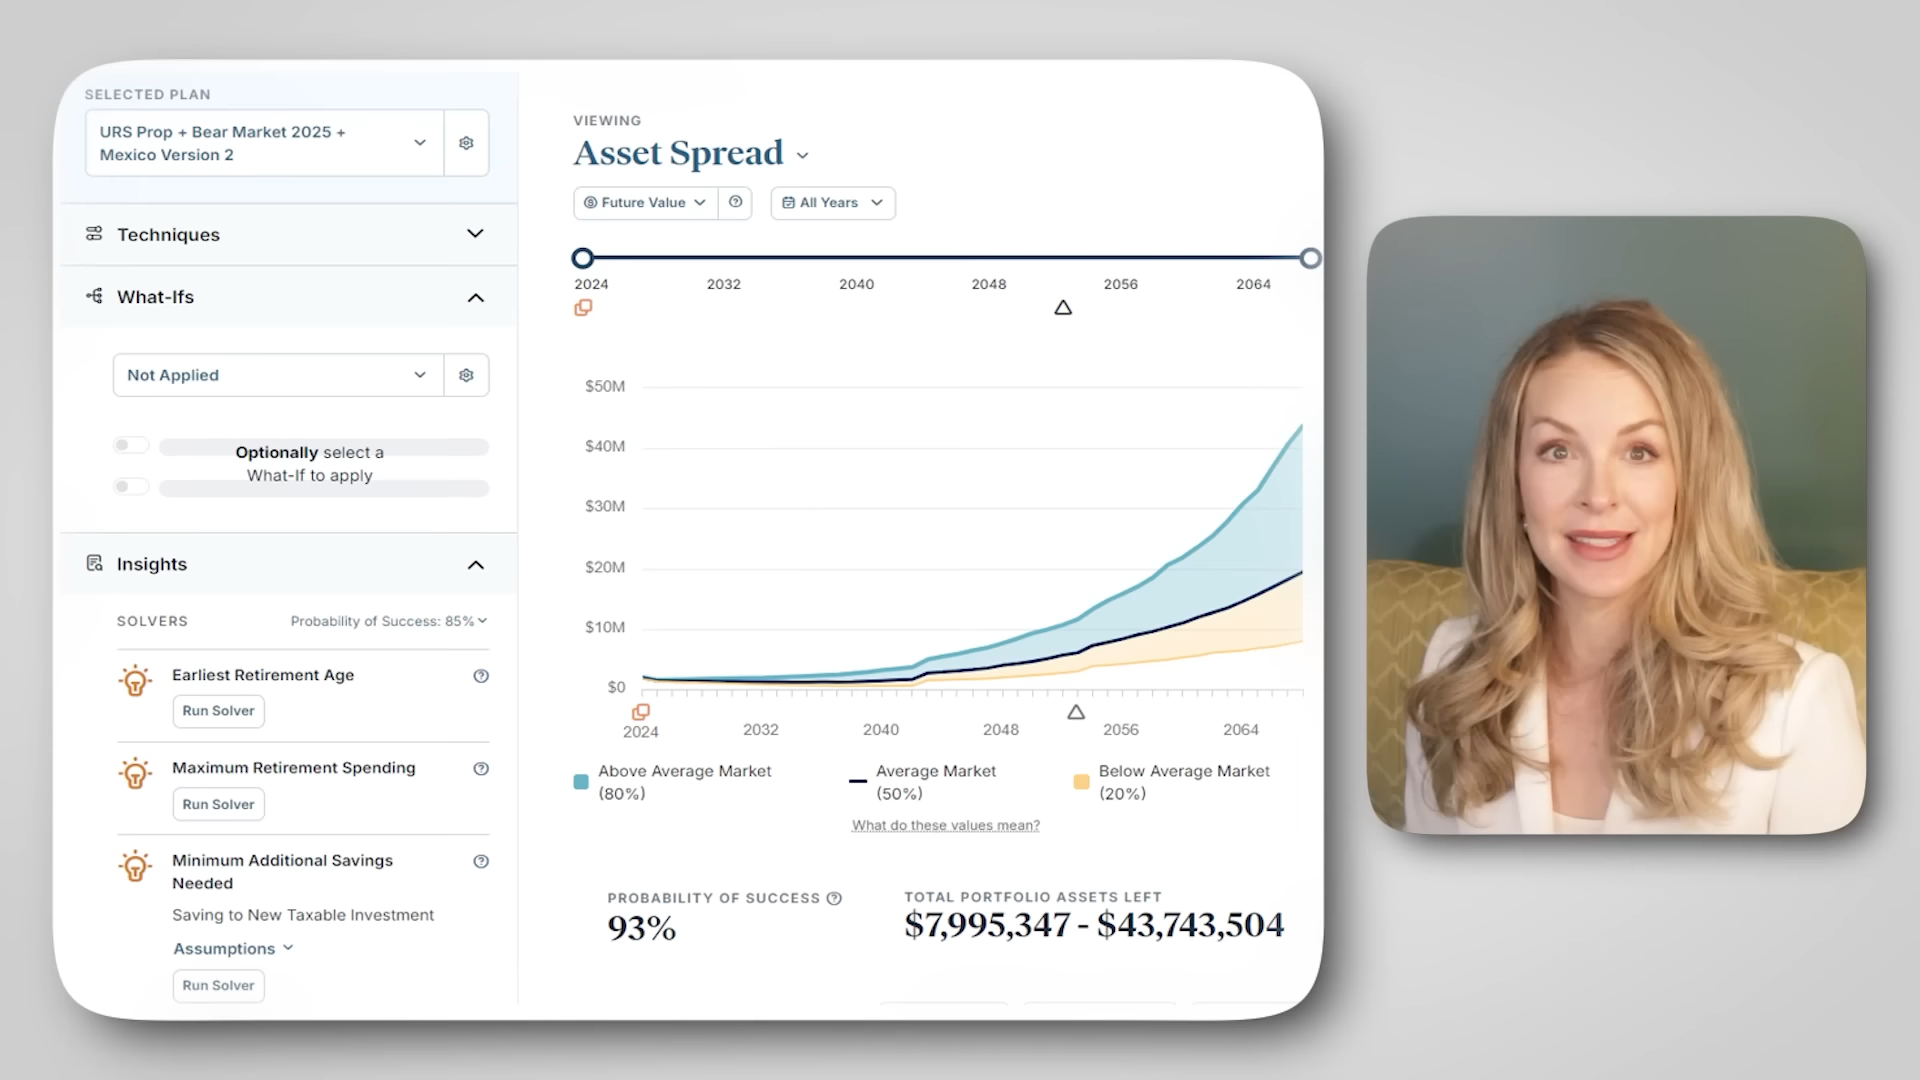 SELECTED PLAN
URS Prop + Bear Market 2025 +
Mexico Version 2
Techniques
What-Ifs
Not Applied
Optionally select a
What-If to apply
Insights
SOLVERS
Probability of Success: 85%
Earliest Retirement Age
Run Solver
Maximum Retirement Spending
Run Solver
Minimum Additional Savings
Needed
Saving to New Taxable Investment
Assumptions
Run Solver
VIEWING
Asset Spread
Future Value
All Years
2024 2032 2040 2048 2056 2064
$50M
$40M
$30M
$20M
$10M
$0
2024 2032 2040 2048 2056 2064
Above Average Market
(80%)
Average Market
(50%)
Below Average Market
(20%)
What do these values mean?
PROBABILITY OF SUCCESS
93%
TOTAL PORTFOLIO ASSETS LEFT
$7,995,347 - $43,743,504